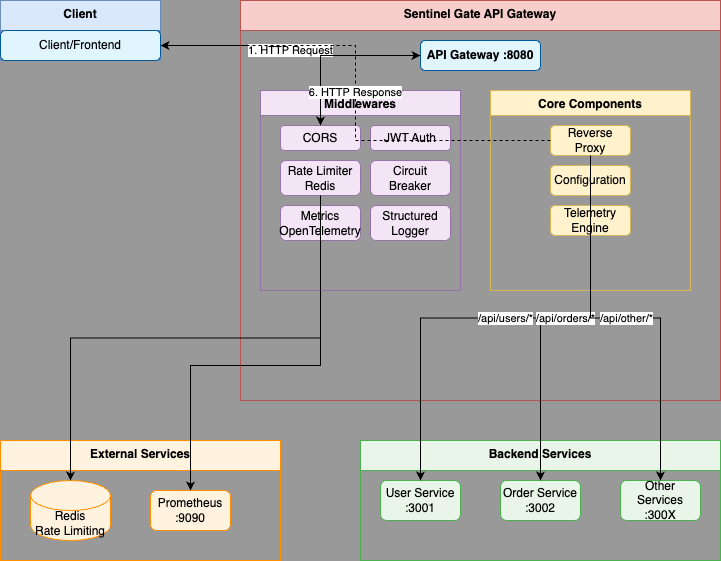 Client
Sentinel Gate API Gateway
Client/Frontend
1. HTTP Request
API Gateway :8080
6. HTTP Response
Middlewares
Core Components
CORS
JWT Auth
Reverse
Proxy
Rate Limiter
Redis
Circuit
Breaker
Configuration
Metrics
OpenTelemetry
Structured
Logger
Telemetry
Engine
/api/users/*
/api/orders/*
/api/other/*
External Services
Backend Services
Redis
Rate Limiting
Prometheus
:9090
User Service
:3001
Order Service
:3002
Other
Services
:300X